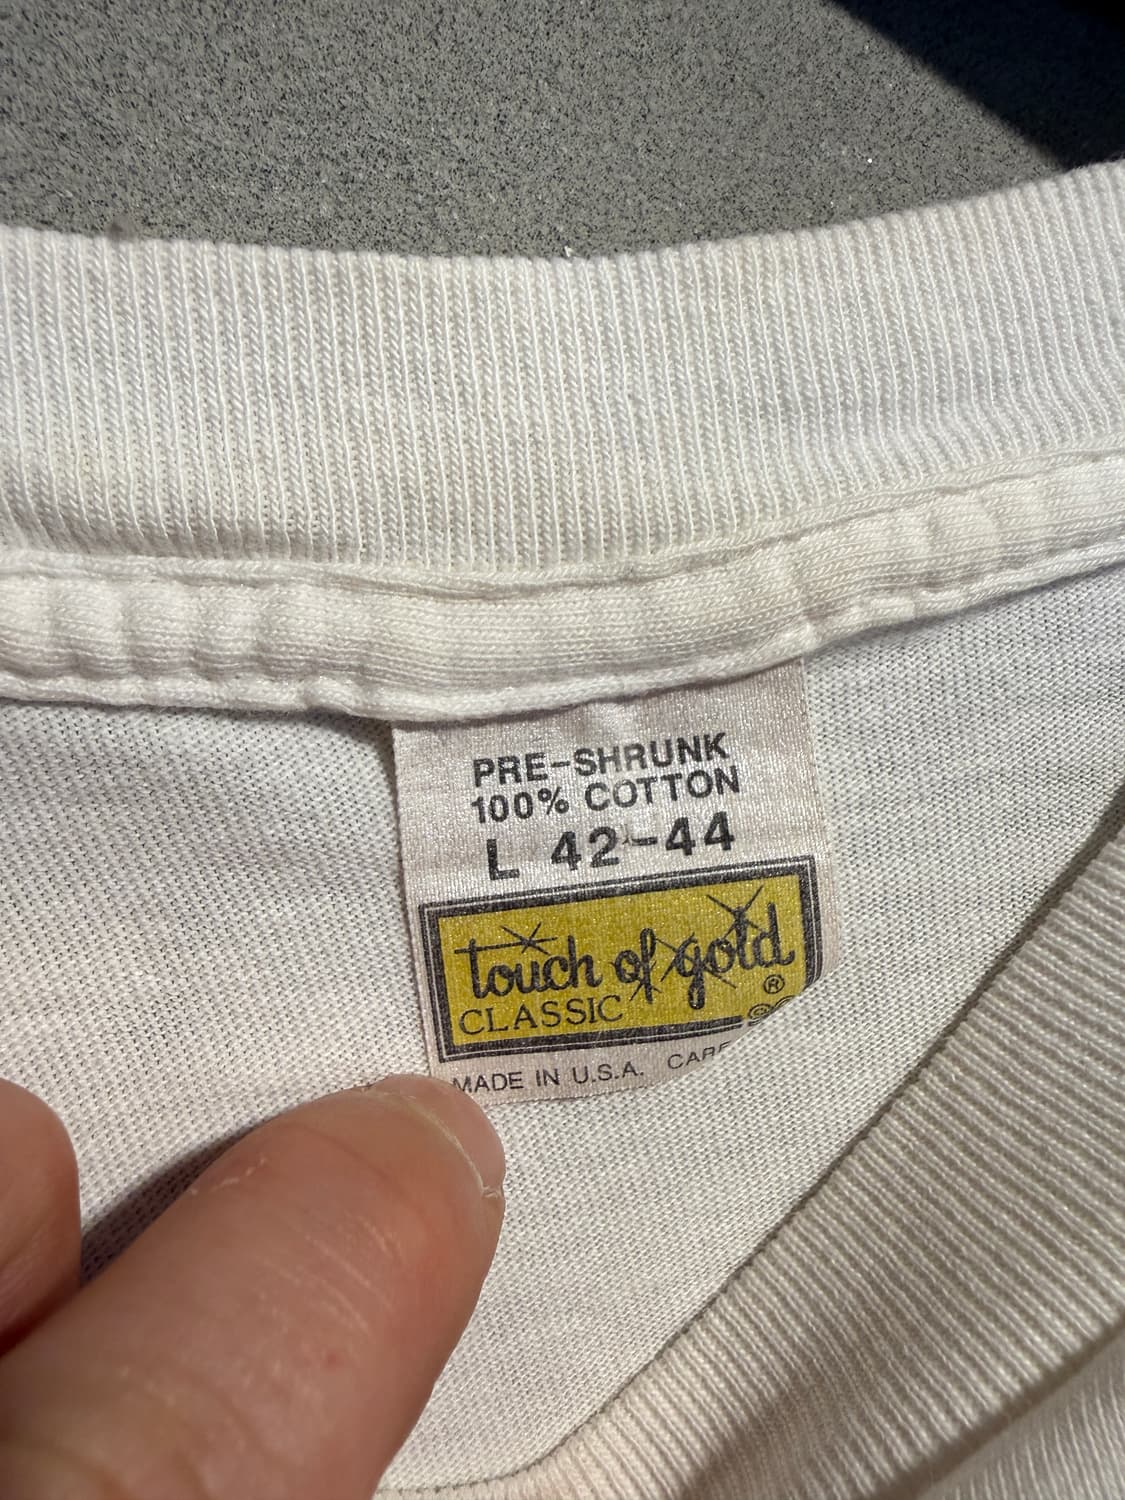 PRE-SHRUNK
100% COTTON
L 42-44
touch of gold
®
CLASSIC
MADE IN U.S.A.